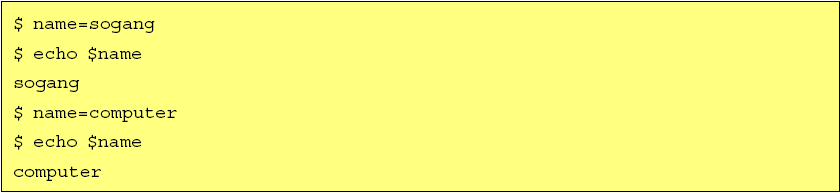 $ name=sogang
$ echo $name
sogang
$ name=computer
$ echo $name
computer